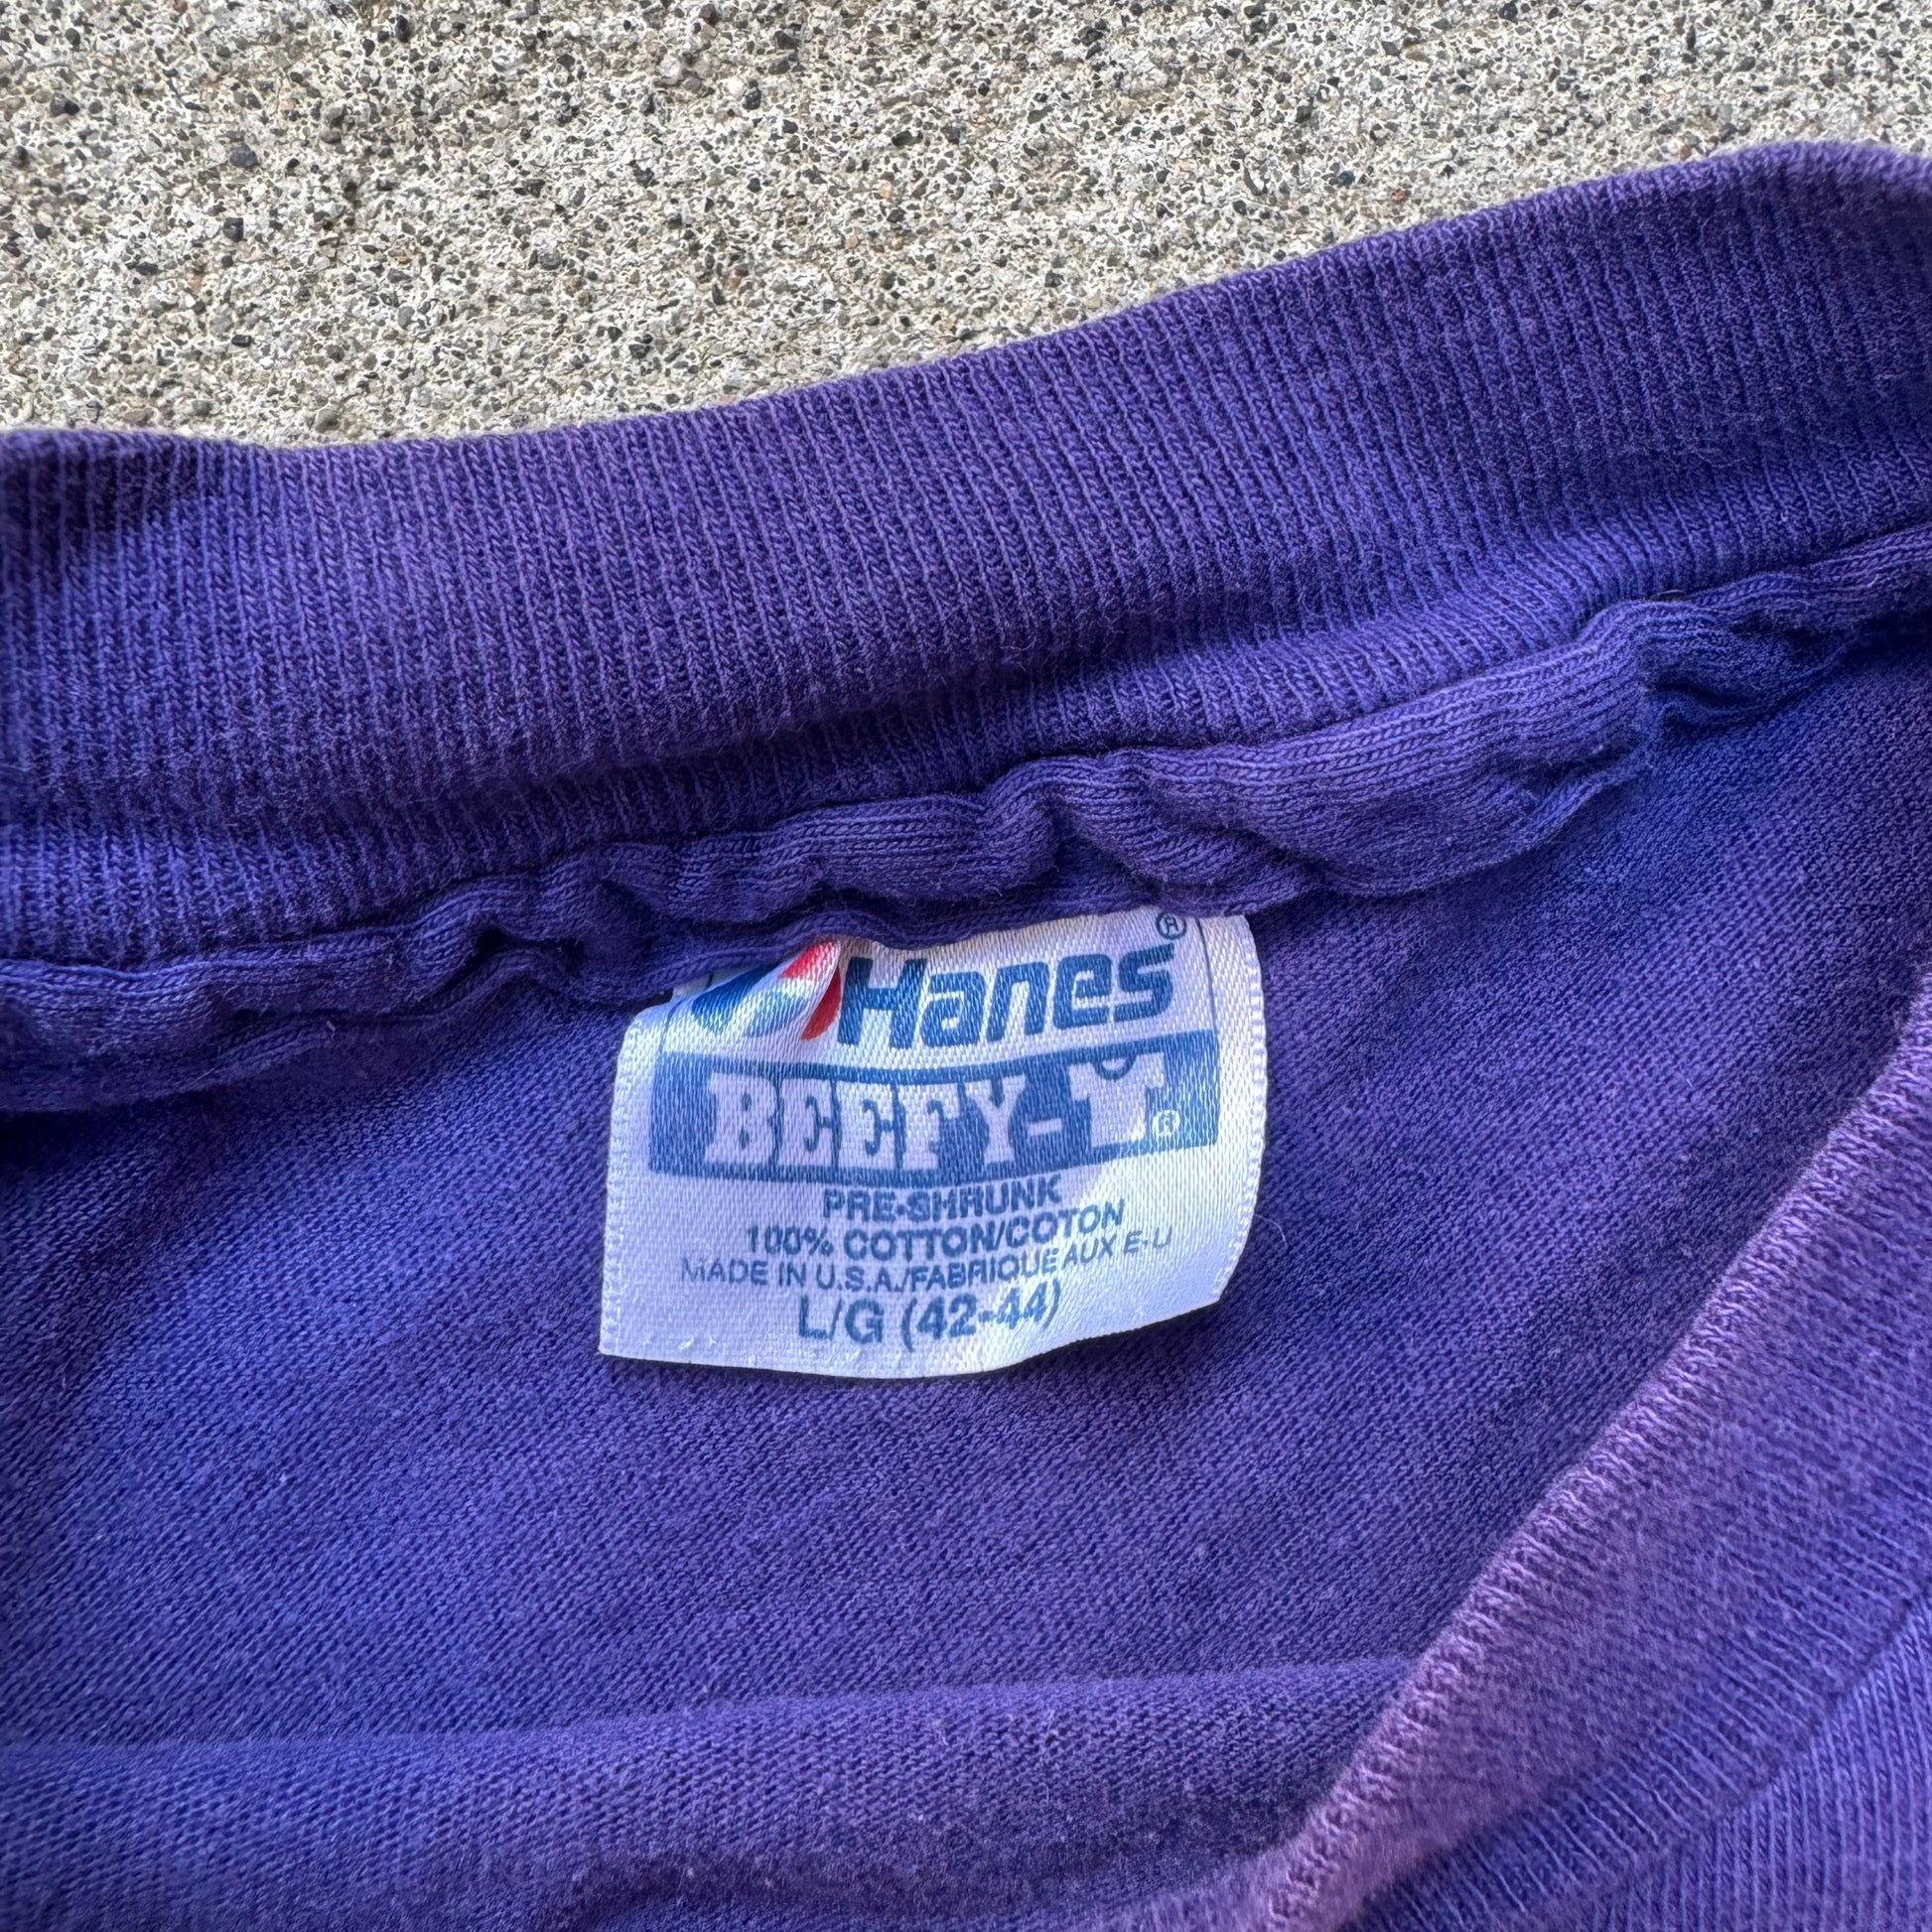 Hanes®
BEEFY-T®
PRE-SHRUNK
100% COTTON/COTON
MADE IN U.S.A./FABRIQUE AUX E-U
L/G (42-44)